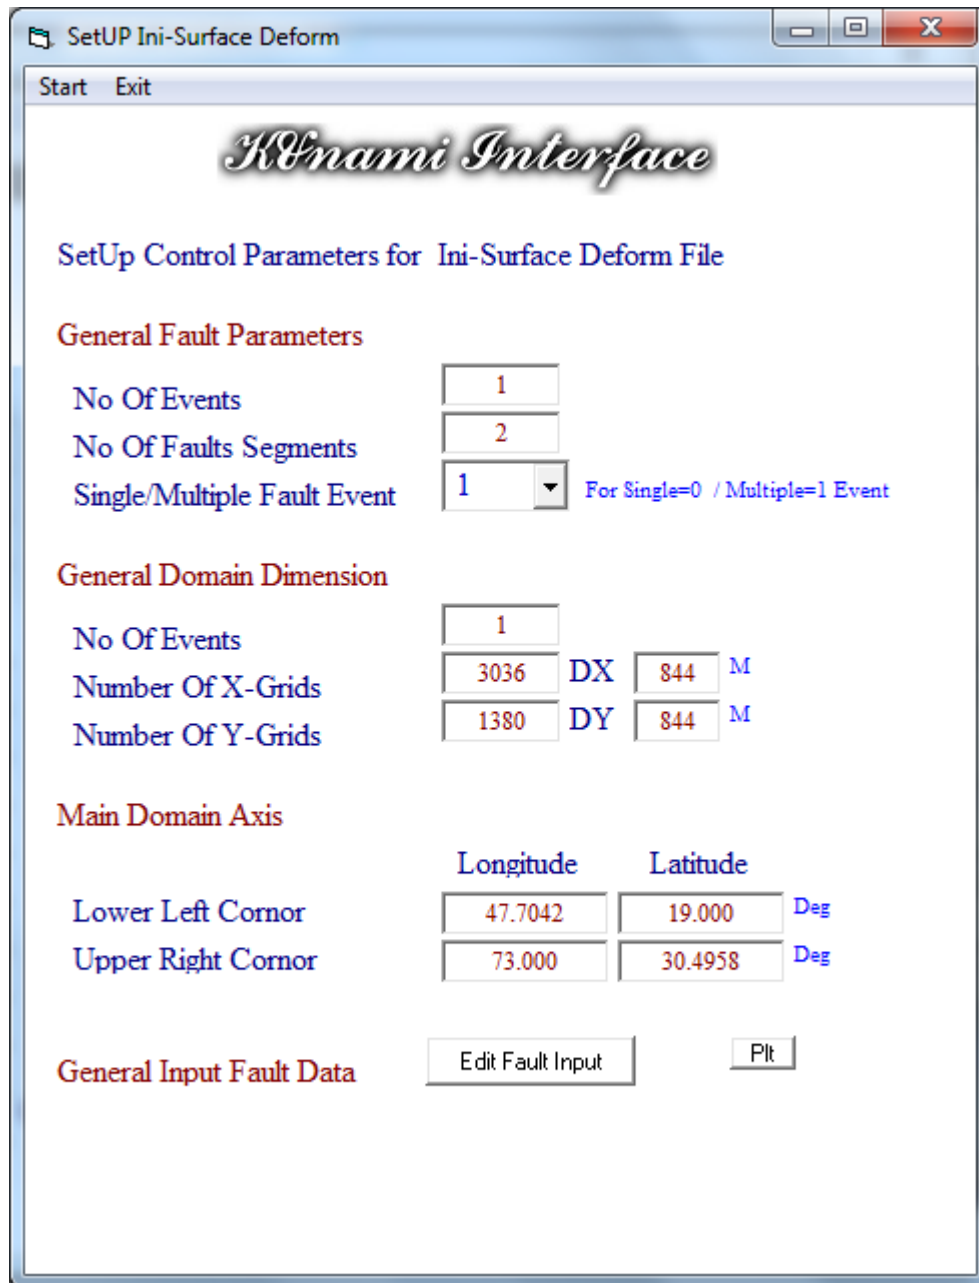 SetUP Ini-Surface Deform
Start Exit
K&nami Interface
SetUp Control Parameters for Ini-Surface Deform File
General Fault Parameters
No Of Events 1
No Of Faults Segments 2
Single/Multiple Fault Event 1 For Single=0 / Multiple=1 Event
General Domain Dimension
No Of Events 1
Number Of X-Grids 3036 DX 844 M
Number Of Y-Grids 1380 DY 844 M
Main Domain Axis
Longitude Latitude
Lower Left Cornor 47.7042 19.000 Deg
Upper Right Cornor 73.000 30.4958 Deg
General Input Fault Data Edit Fault Input Plt